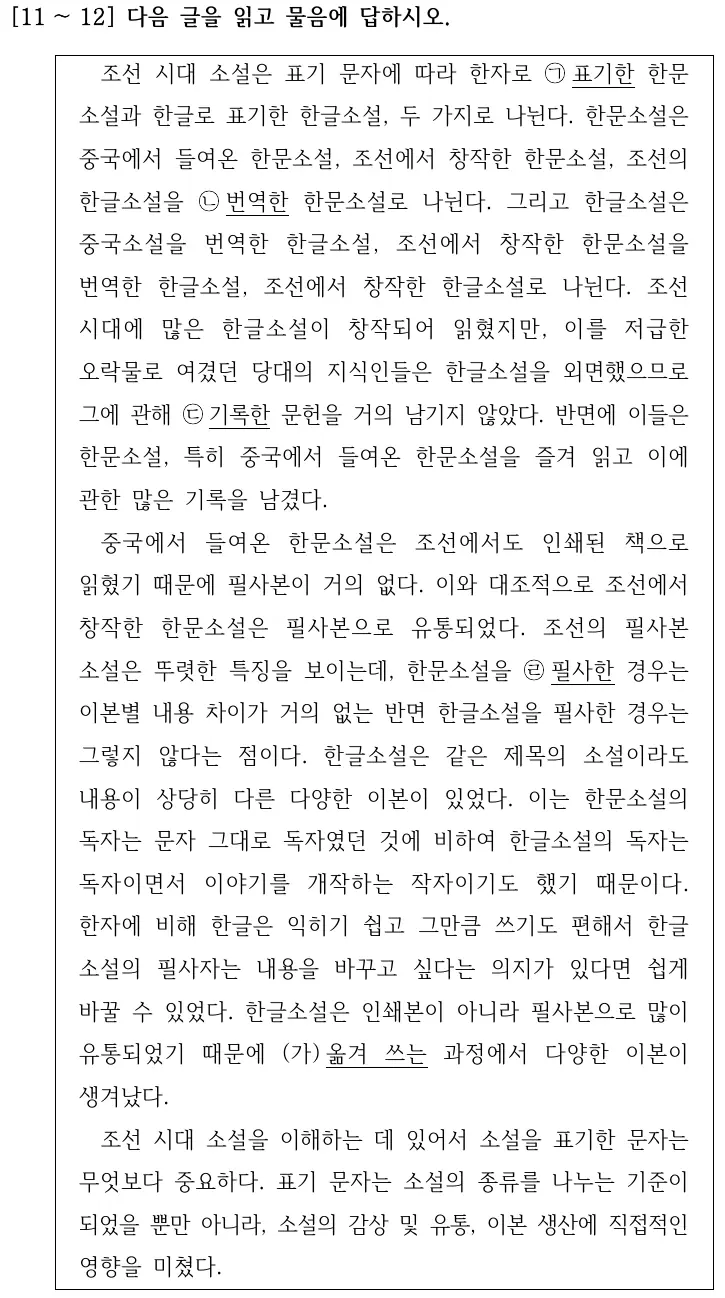 [11 ~ 12] 다음 글을 읽고 물음에 답하시오.
조선 시대 소설은 표기 문자에 따라 한자로 ㉠ 표기한 한문
소설과 한글로 표기한 한글소설, 두 가지로 나뉜다. 한문소설은
중국에서 들여온 한문소설, 조선에서 창작한 한문소설, 조선의
한글소설을 ㉡ 번역한 한문소설로 나뉜다. 그리고 한글소설은
중국소설을 번역한 한글소설, 조선에서 창작한 한문소설을
번역한 한글소설, 조선에서 창작한 한글소설로 나뉜다. 조선
시대에 많은 한글소설이 창작되어 읽혔지만, 이를 저급한
오락물로 여겼던 당대의 지식인들은 한글소설을 외면했으므로
그에 관해 ㉢ 기록한 문헌을 거의 남기지 않았다. 반면에 이들은
한문소설, 특히 중국에서 들여온 한문소설을 즐겨 읽고 이에
관한 많은 기록을 남겼다.
중국에서 들여온 한문소설은 조선에서도 인쇄된 책으로
읽혔기 때문에 필사본이 거의 없다. 이와 대조적으로 조선에서
창작한 한문소설은 필사본으로 유통되었다. 조선의 필사본
소설은 뚜렷한 특징을 보이는데, 한문소설을 ㉣ 필사한 경우는
이본별 내용 차이가 거의 없는 반면 한글소설을 필사한 경우는
그렇지 않다는 점이다. 한글소설은 같은 제목의 소설이라도
내용이 상당히 다른 다양한 이본이 있었다. 이는 한문소설의
독자는 문자 그대로 독자였던 것에 비하여 한글소설의 독자는
독자이면서 이야기를 개작하는 작자이기도 했기 때문이다.
한자에 비해 한글은 익히기 쉽고 그만큼 쓰기도 편해서 한글
소설의 필사자는 내용을 바꾸고 싶다는 의지가 있다면 쉽게
바꿀 수 있었다. 한글소설은 인쇄본이 아니라 필사본으로 많이
유통되었기 때문에 (가) 옮겨 쓰는 과정에서 다양한 이본이
생겨났다.
조선 시대 소설을 이해하는 데 있어서 소설을 표기한 문자는
무엇보다 중요하다. 표기 문자는 소설의 종류를 나누는 기준이
되었을 뿐만 아니라, 소설의 감상 및 유통, 이본 생산에 직접적인
영향을 미쳤다.